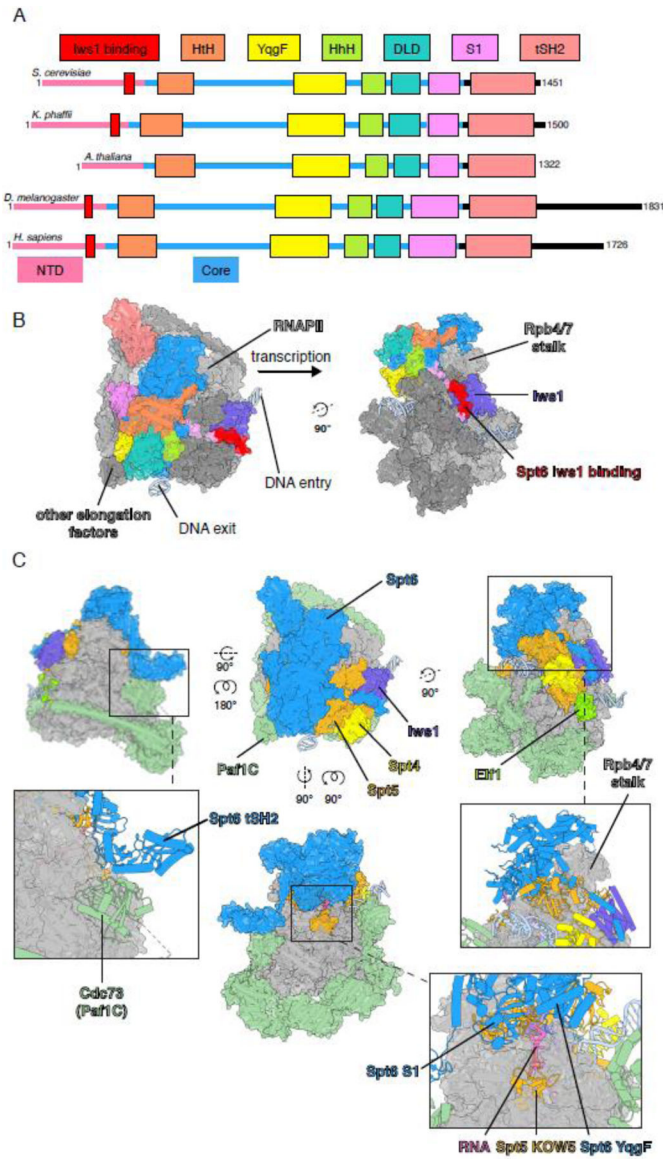 A
Iws1 binding HtH YqgF HhH DLD S1 tSH2
S. cerevisiae
1 1451
K. phaffii
1 1500
A. thaliana
1 1322
D. melanogaster
1 1831
H. sapiens
1 1726
NTD Core
B
RNAPII
transcription
90°
Rpb4/7
stalk
Iws1
Spt6 Iws1 binding
DNA entry
DNA exit
other elongation
factors
C
Spt6
90°
180°
90°
Iws1
Paf1C
Spt4
Spt5
Elf1
90° 90°
Rpb4/7
stalk
Spt6 tSH2
Cdc73
(Paf1C)
Spt6 S1
RNA Spt5 KOW5 Spt6 YqgF